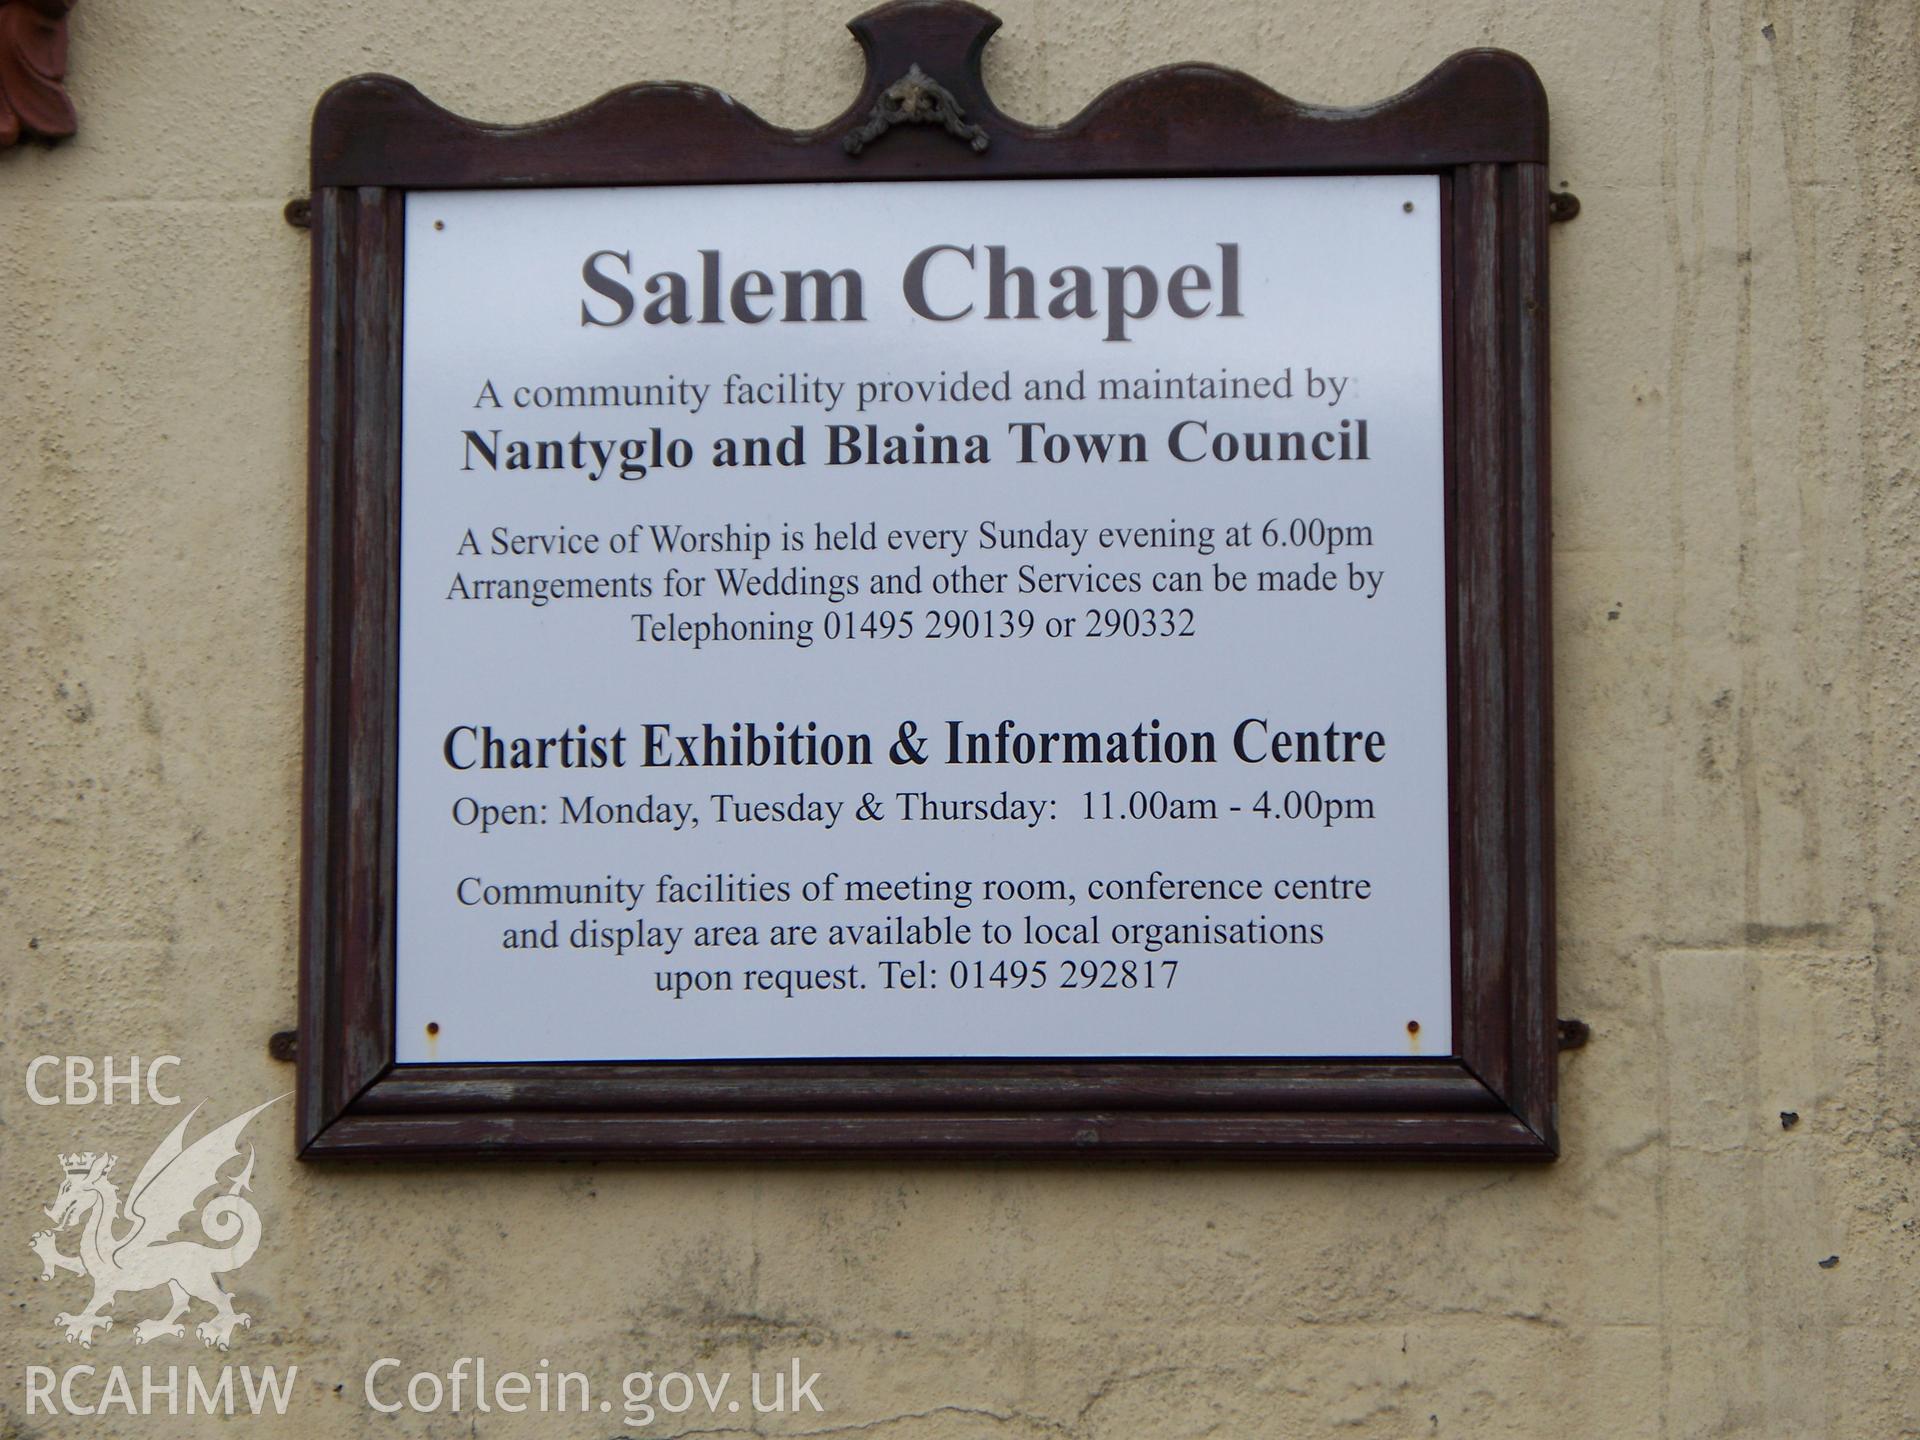 Salem Chapel
A community facility provided and maintained by
Nantyglo and Blaina Town Council
A Service of Worship is held every Sunday evening at 6.00pm
Arrangements for Weddings and other Services can be made by
Telephoning 01495 290139 or 290332
Chartist Exhibition & Information Centre
Open: Monday, Tuesday & Thursday: 11.00am - 4.00pm
Community facilities of meeting room, conference centre
and display area are available to local organisations
upon request. Tel: 01495 292817
CBHC
RCAHMW
Coflein.gov.uk